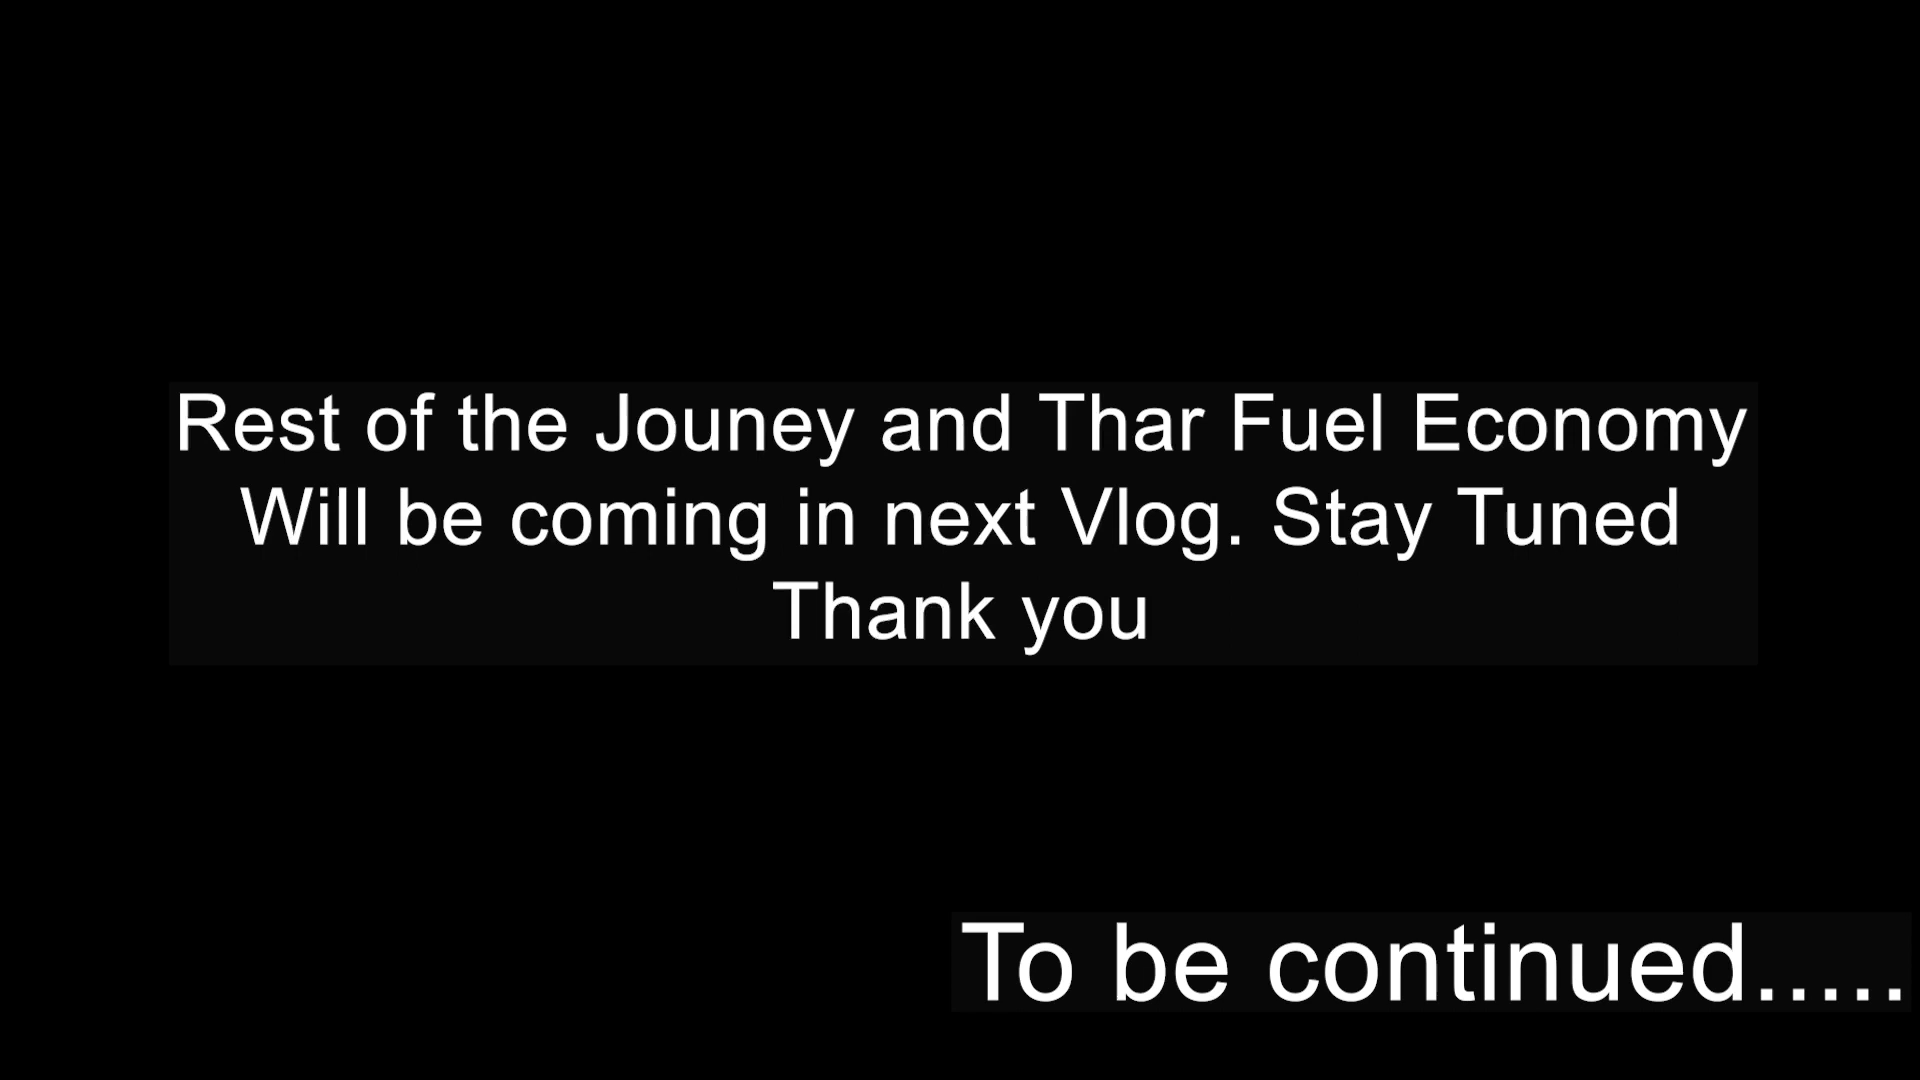 Rest of the Jouney and Thar Fuel Economy
Will be coming in next Vlog. Stay Tuned
Thank you
To be continued.....